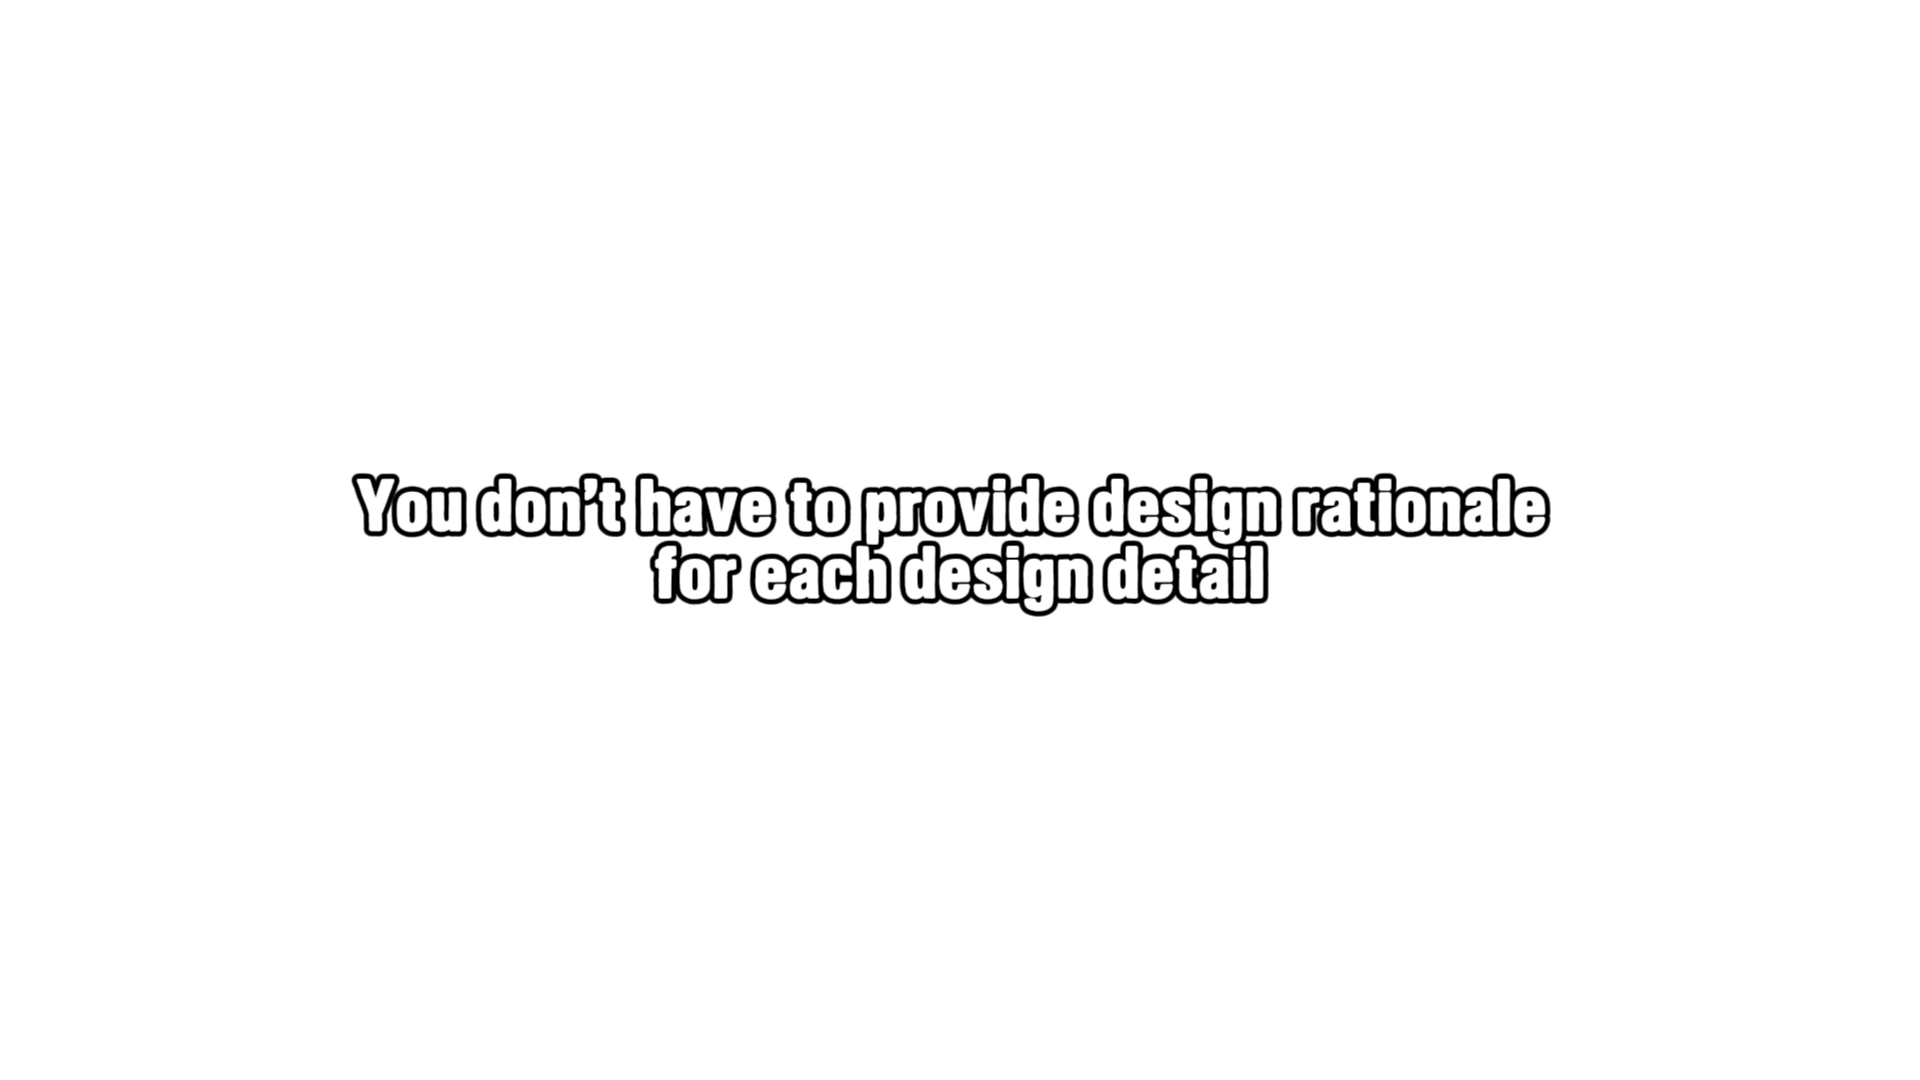 You don’t have to provide design rationale
for each design detail